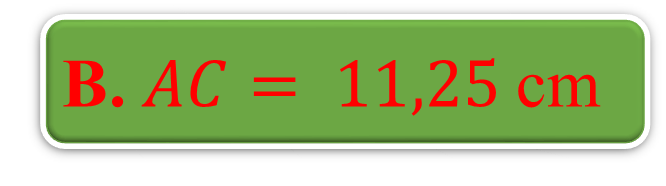 B. AC = 11,25 cm